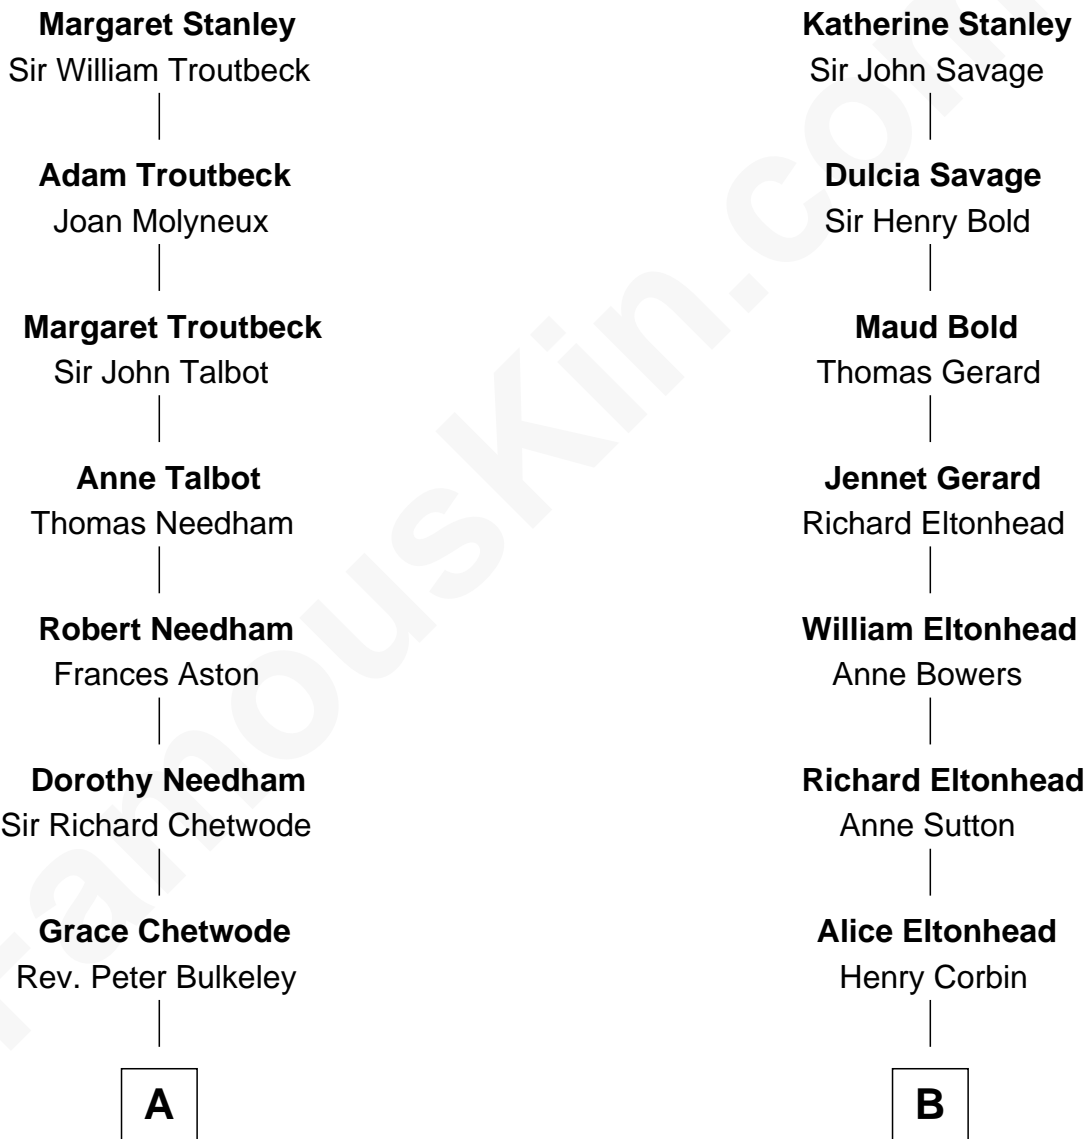 Margaret Stanley
Sir William Troutbeck
Adam Troutbeck
Joan Molyneux
Margaret Troutbeck
Sir John Talbot
Anne Talbot
Thomas Needham
Robert Needham
Frances Aston
Dorothy Needham
Sir Richard Chetwode
Grace Chetwode
Rev. Peter Bulkeley
A
Katherine Stanley
Sir John Savage
Dulcia Savage
Sir Henry Bold
Maud Bold
Thomas Gerard
Jennet Gerard
Richard Eltonhead
William Eltonhead
Anne Bowers
Richard Eltonhead
Anne Sutton
Alice Eltonhead
Henry Corbin
B
FamousKin.com